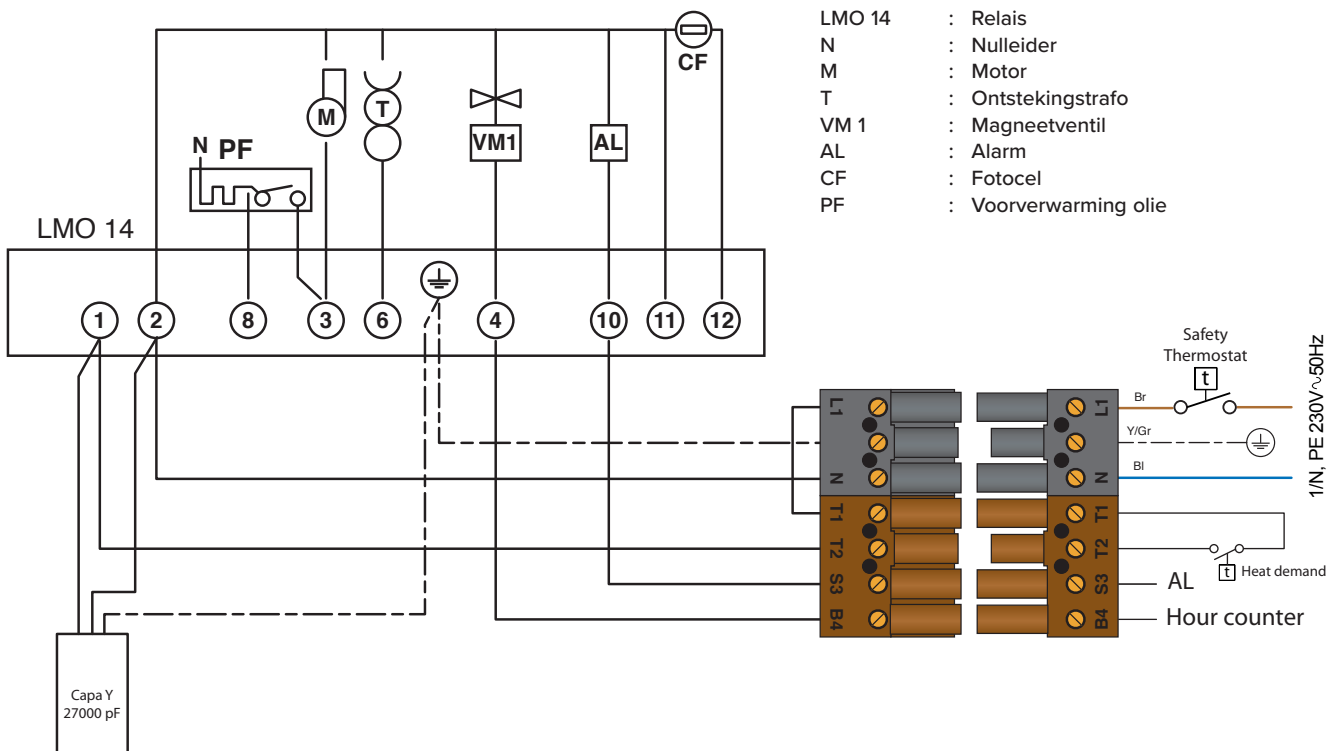 LMO 14 : Relais
N : Nulleider
M : Motor
T : Ontstekingstrafo
VM 1 : Magneetventil
AL : Alarm
CF : Fotocel
PF : Voorverwarming olie
CF
M
T
N PF
VM1
AL
LMO 14
1 2 8 3 6 4 10 11 12
Safety
Thermostat
t
L1
L1
Br
Y/Gr
N
N
Bl
1/N, PE 230V~50Hz
T1
T1
T2
T2
t Heat demand
S3
S3
AL
B4
B4
Hour counter
Capa Y
27000 pF